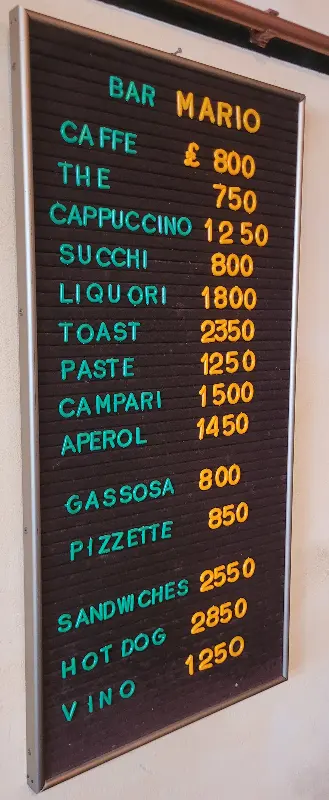 BAR MARIO
CAFFE £ 800
THE 750
CAPPUCCINO 1250
SUCCHI 800
LIQUORI 1800
TOAST 2350
PASTE 1250
CAMPARI 1500
APEROL 1450
GASSOSA 800
PIZZETTE 850
SANDWICHES 2550
HOT DOG 2850
VINO 1250